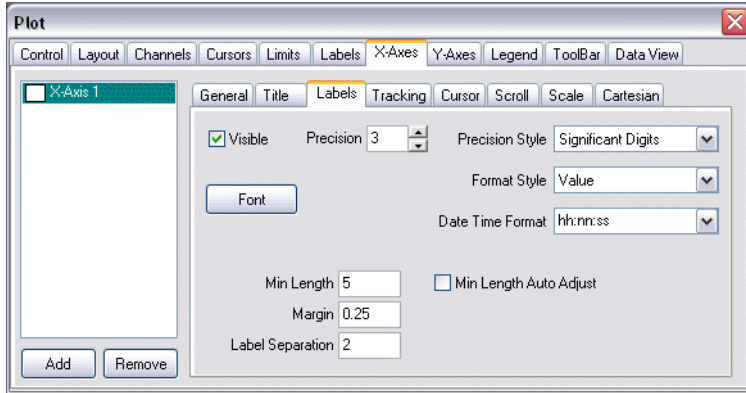 Plot
Control Layout Channels Cursors Limits Labels X-Axes Y-Axes Legend ToolBar Data View
X-Axis 1
General Title Labels Tracking Cursor Scroll Scale Cartesian
Visible Precision 3 Precision Style Significant Digits
Format Style Value
Font
Date Time Format hh:nn:ss
Min Length 5 Min Length Auto Adjust
Margin 0.25
Label Separation 2
Add Remove